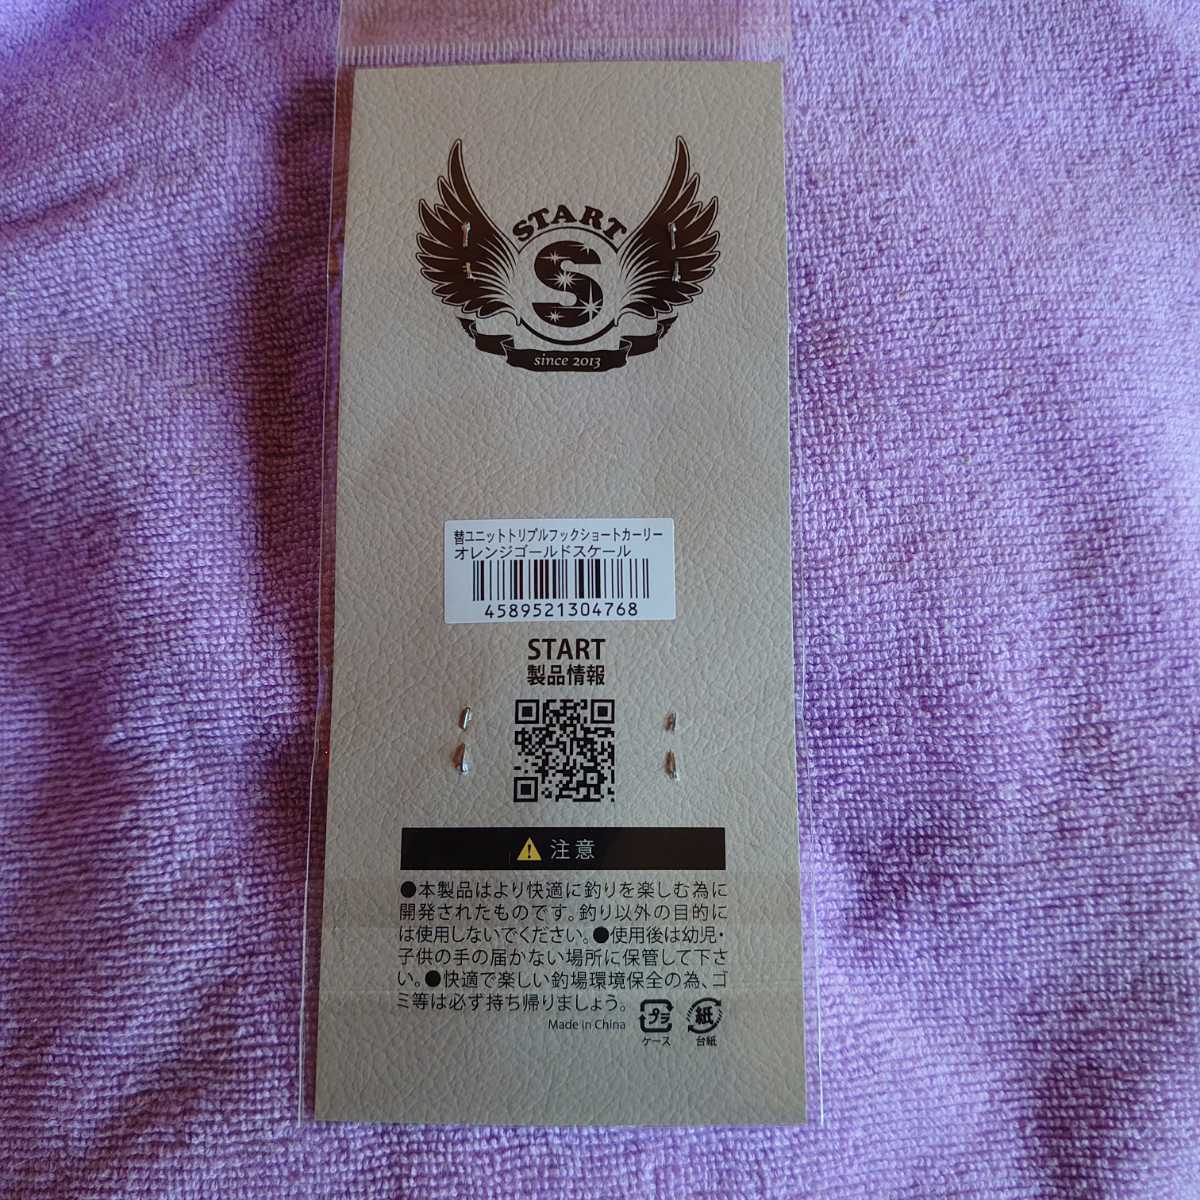 START
S
since 2013
替ユニットトリプルフックショートカーリー
オレンジゴールドスケール
4589521304768
START
製品情報
注意
●本製品はより快適に釣りを楽しむ為に
開発されたものです。釣り以外の目的に
は使用しないでください。●使用後は幼児・
子供の手の届かない場所に保管して下さ
い。●快適で楽しい釣場環境保全の為、ゴ
ミ等は必ず持ち帰りましょう。
Made in China
プラ
ケース
紙
台紙